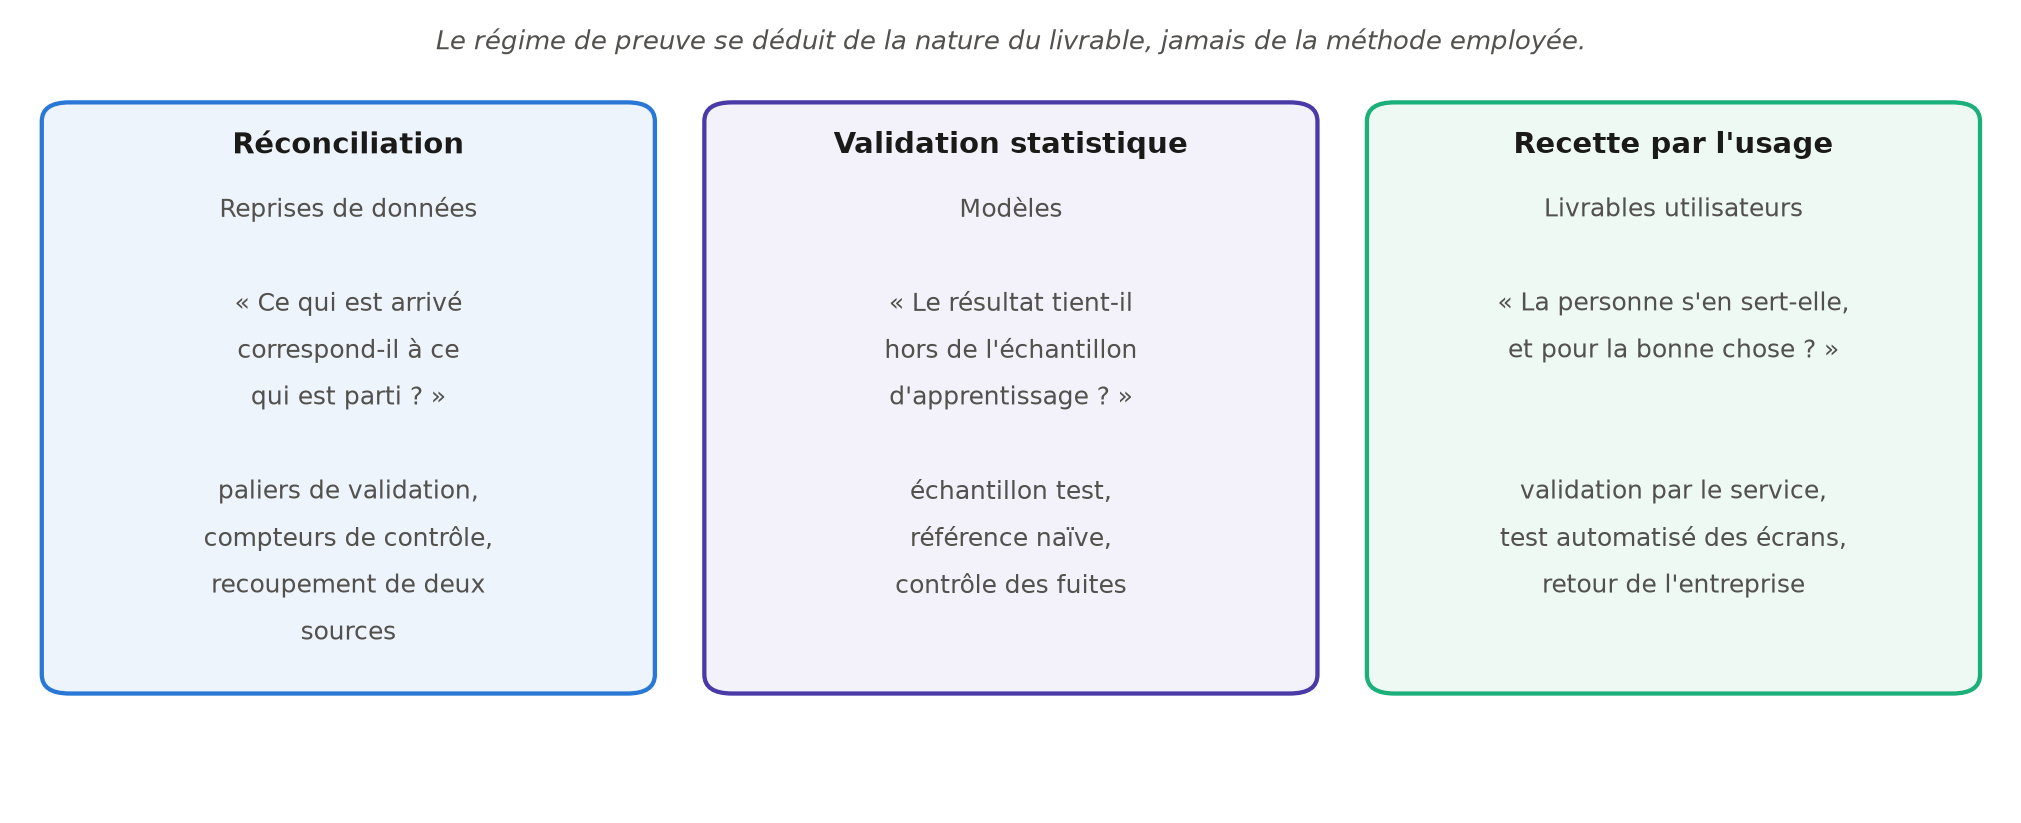 Le régime de preuve se déduit de la nature du livrable, jamais de la méthode employée.
Réconciliation
Reprises de données
« Ce qui est arrivé
correspond-il à ce
qui est parti ? »
paliers de validation,
compteurs de contrôle,
recoupement de deux
sources
Validation statistique
Modèles
« Le résultat tient-il
hors de l'échantillon
d'apprentissage ? »
échantillon test,
référence naïve,
contrôle des fuites
Recette par l'usage
Livrables utilisateurs
« La personne s'en sert-elle,
et pour la bonne chose ? »
validation par le service,
test automatisé des écrans,
retour de l'entreprise